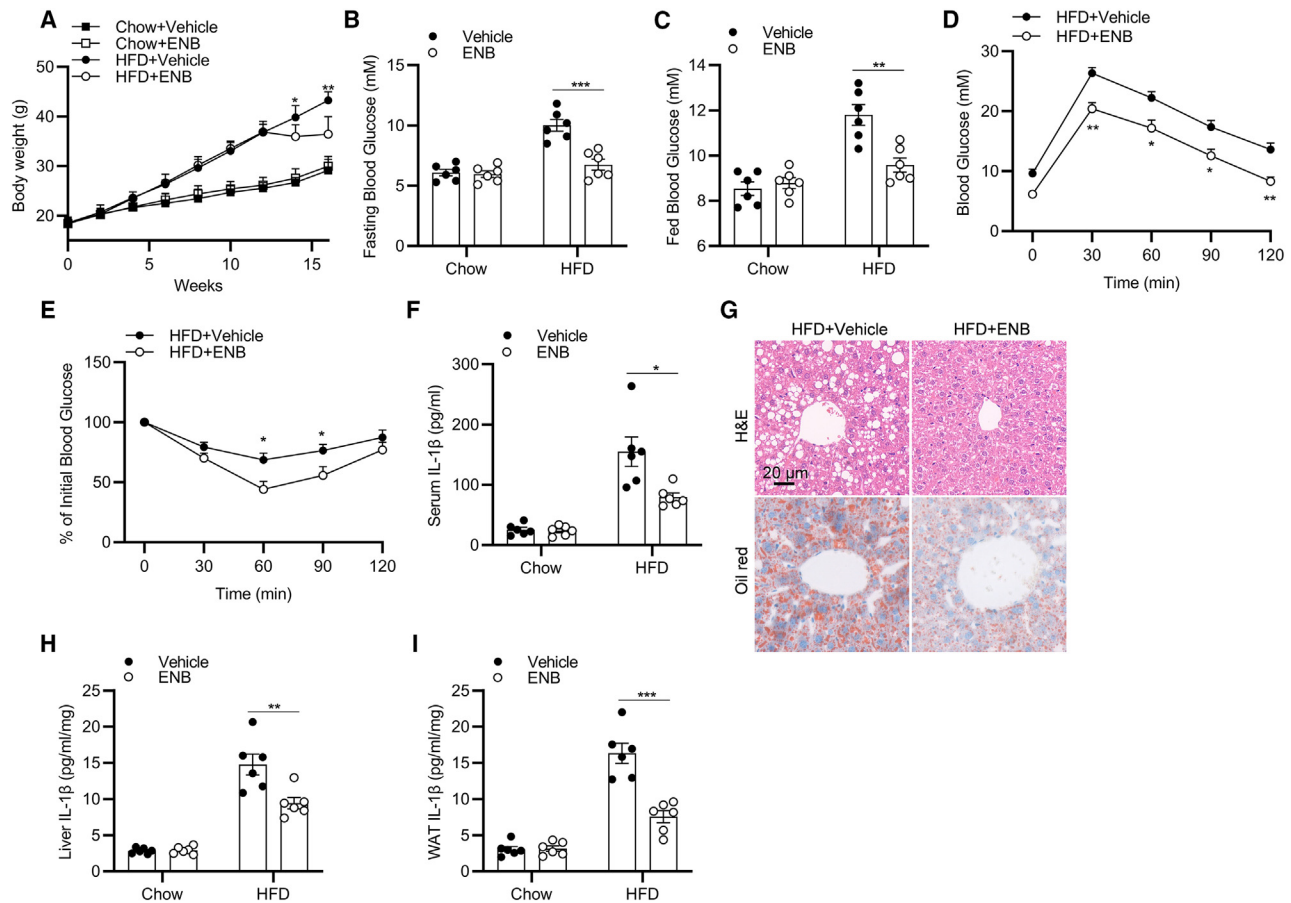 A
Chow+Vehicle
Chow+ENB
HFD+Vehicle
HFD+ENB
Body weight (g)
50
40
30
20
* **
0 5 10 15
Weeks
B
Vehicle
ENB
Fasting Blood Glucose (mM)
15
10
5
0
***
Chow HFD
C
Vehicle
ENB
Fed Blood Glucose (mM)
14
12
10
8
6
**
Chow HFD
D
HFD+Vehicle
HFD+ENB
Blood Glucose (mM)
30
20
10
0
**
*
*
**
0 30 60 90 120
Time (min)
E
HFD+Vehicle
HFD+ENB
% of Initial Blood Glucose
150
100
50
0
* *
0 30 60 90 120
Time (min)
F
Vehicle
ENB
Serum IL-1β (pg/ml)
300
200
100
0
*
Chow HFD
G
HFD+Vehicle HFD+ENB
H&E
20 µm
Oil red
H
Vehicle
ENB
Liver IL-1β (pg/ml/mg)
25
20
15
10
5
0
**
Chow HFD
I
Vehicle
ENB
WAT IL-1β (pg/ml/mg)
25
20
15
10
5
0
***
Chow HFD